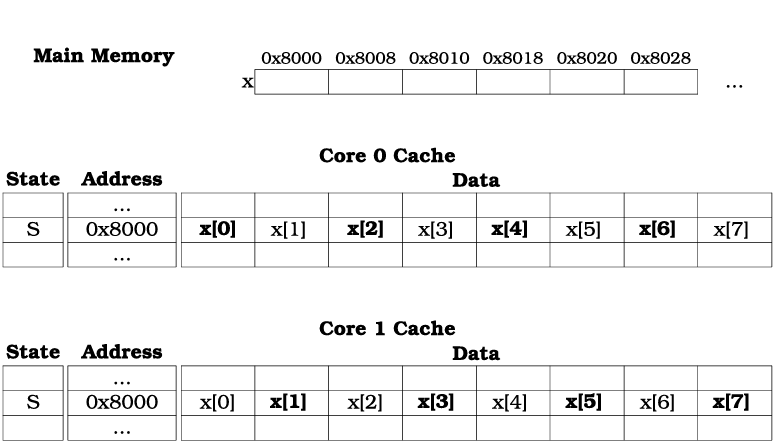 0x8000 0x8008 0x8010 0x8018 0x8020 0x8028
Main Memory
x ...
Core 0 Cache
State Address Data
...
S 0x8000 x[0] x[1] x[2] x[3] x[4] x[5] x[6] x[7]
...
Core 1 Cache
State Address Data
...
S 0x8000 x[0] x[1] x[2] x[3] x[4] x[5] x[6] x[7]
...